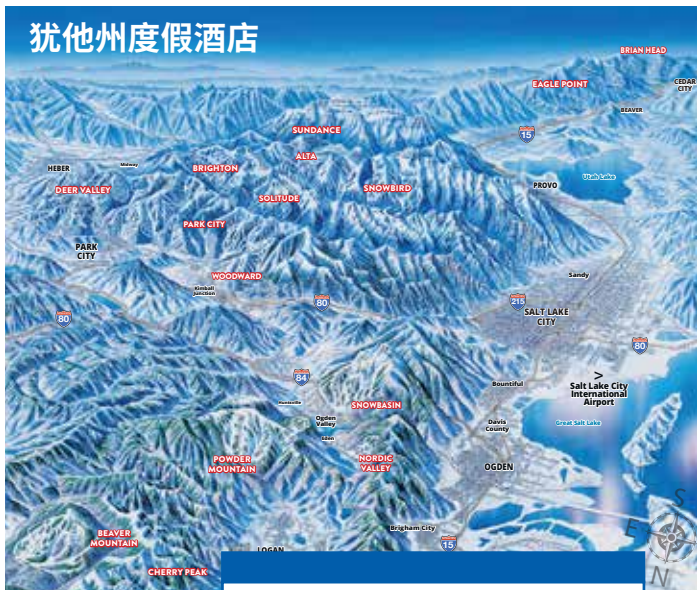 犹他州度假酒店
BRIAN HEAD
EAGLE POINT
CEDAR
CITY
BEAVER
SUNDANCE
15
ALTA
HEBER
Midway
BRIGHTON
Utah Lake
DEER VALLEY
SNOWBIRD
PROVO
SOLITUDE
PARK CITY
PARK
CITY
WOODWARD
Sandy
Kimball
Junction
80
215
80
SALT LAKE
CITY
80
84
>
Salt Lake City
International
Airport
Bountiful
Huntsville
SNOWBASIN
Ogden
Valley
Eden
Davis
County
Great Salt Lake
POWDER
MOUNTAIN
NORDIC
VALLEY
OGDEN
S
E
BEAVER
MOUNTAIN
Brigham City
15
LOGAN
CHERRY PEAK
N